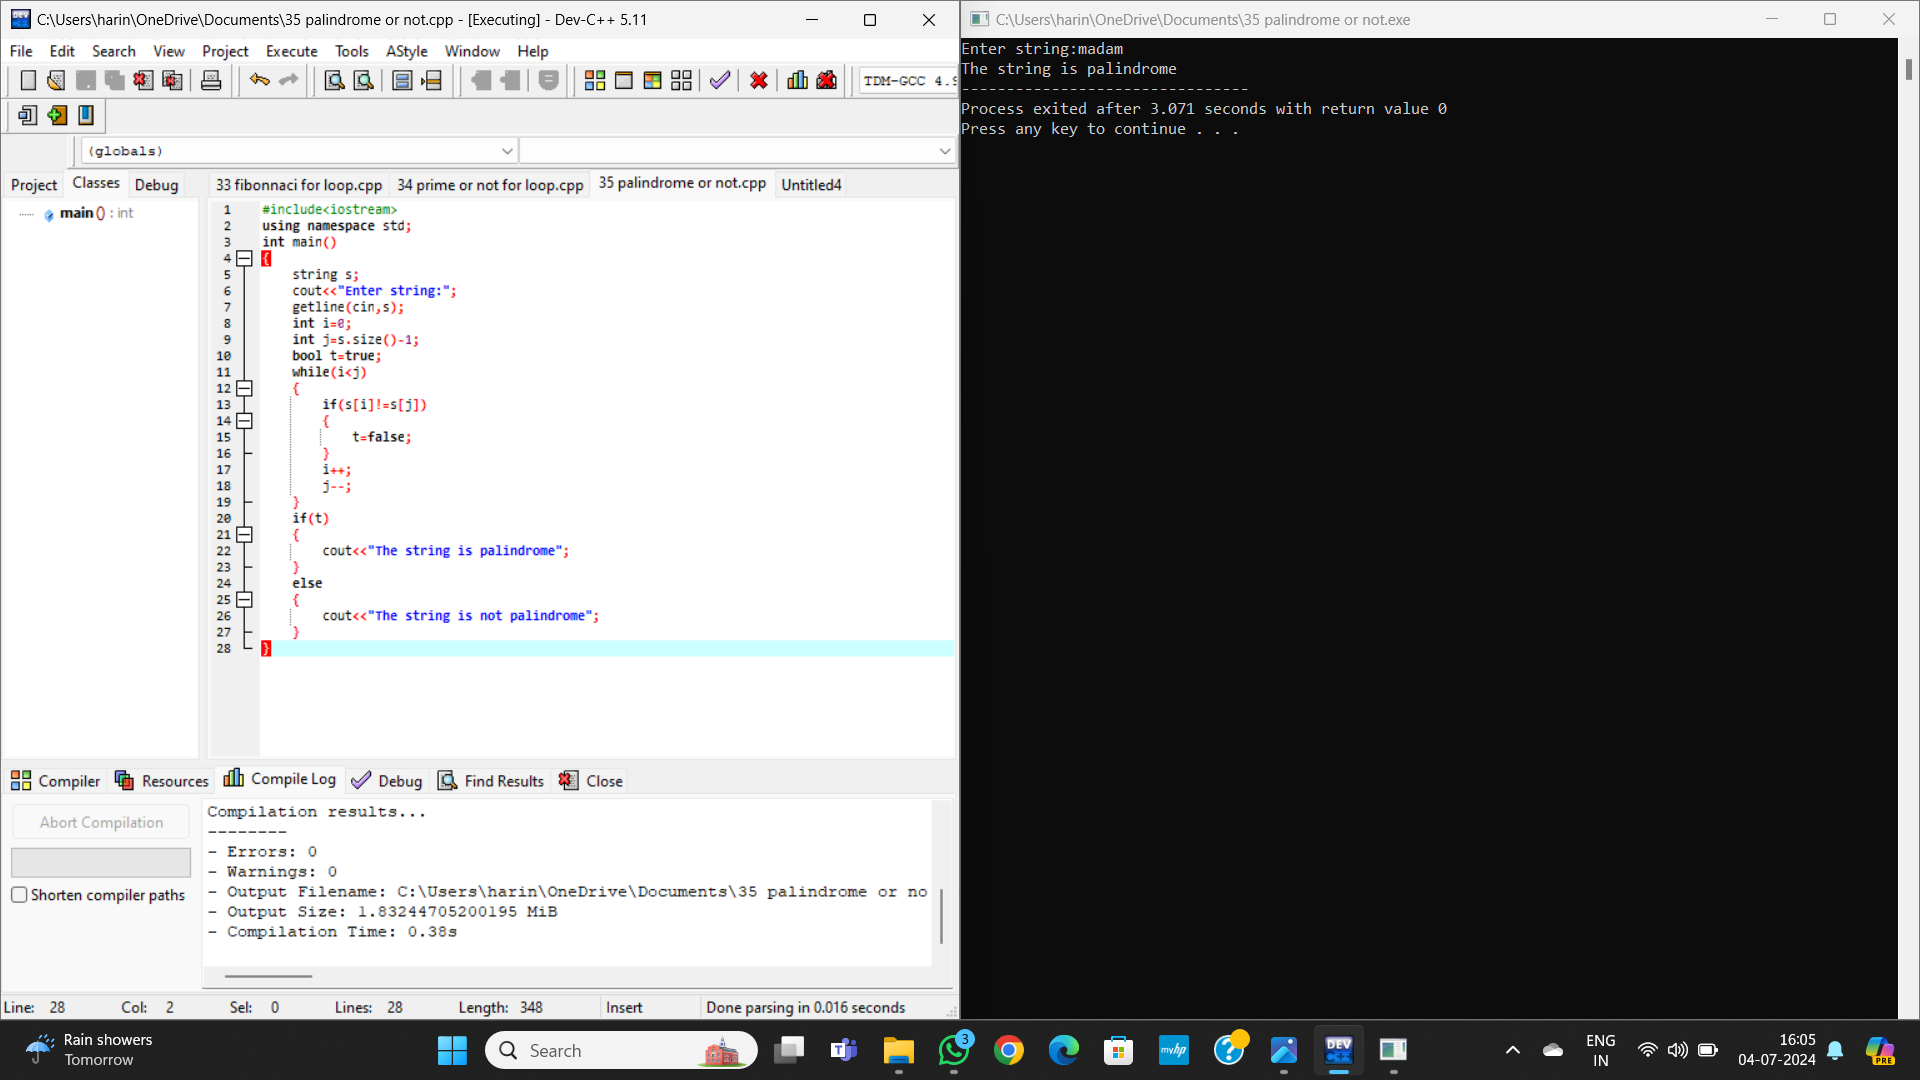 C:\Users\harin\OneDrive\Documents\35 palindrome or not.cpp - [Executing] - Dev-C++ 5.11
File Edit Search View Project Execute Tools AStyle Window Help
TDM-GCC 4.9
(globals)
Project Classes Debug
main () : int
33 fibonnaci for loop.cpp 34 prime or not for loop.cpp 35 palindrome or not.cpp Untitled4
1 #include<iostream>
2 using namespace std;
3 int main()
4 {
5 string s;
6 cout<<"Enter string:";
7 getline(cin,s);
8 int i=0;
9 int j=s.size()-1;
10 bool t=true;
11 while(i<j)
12 {
13 if(s[i]!=s[j])
14 {
15 t=false;
16 }
17 i++;
18 j--;
19 }
20 if(t)
21 {
22 cout<<"The string is palindrome";
23 }
24 else
25 {
26 cout<<"The string is not palindrome";
27 }
28 }
Compiler Resources Compile Log Debug Find Results Close
Abort Compilation
Shorten compiler paths
Compilation results...
--------
- Errors: 0
- Warnings: 0
- Output Filename: C:\Users\harin\OneDrive\Documents\35 palindrome or no
- Output Size: 1.83244705200195 MiB
- Compilation Time: 0.38s
Line: 28 Col: 2 Sel: 0 Lines: 28 Length: 348 Insert Done parsing in 0.016 seconds
C:\Users\harin\OneDrive\Documents\35 palindrome or not.exe
Enter string:madam
The string is palindrome
--------------------------------
Process exited after 3.071 seconds with return value 0
Press any key to continue . . .
Rain showers
Tomorrow
Search
3
myhp
DEV
C++
ENG
IN
16:05
04-07-2024
PRE